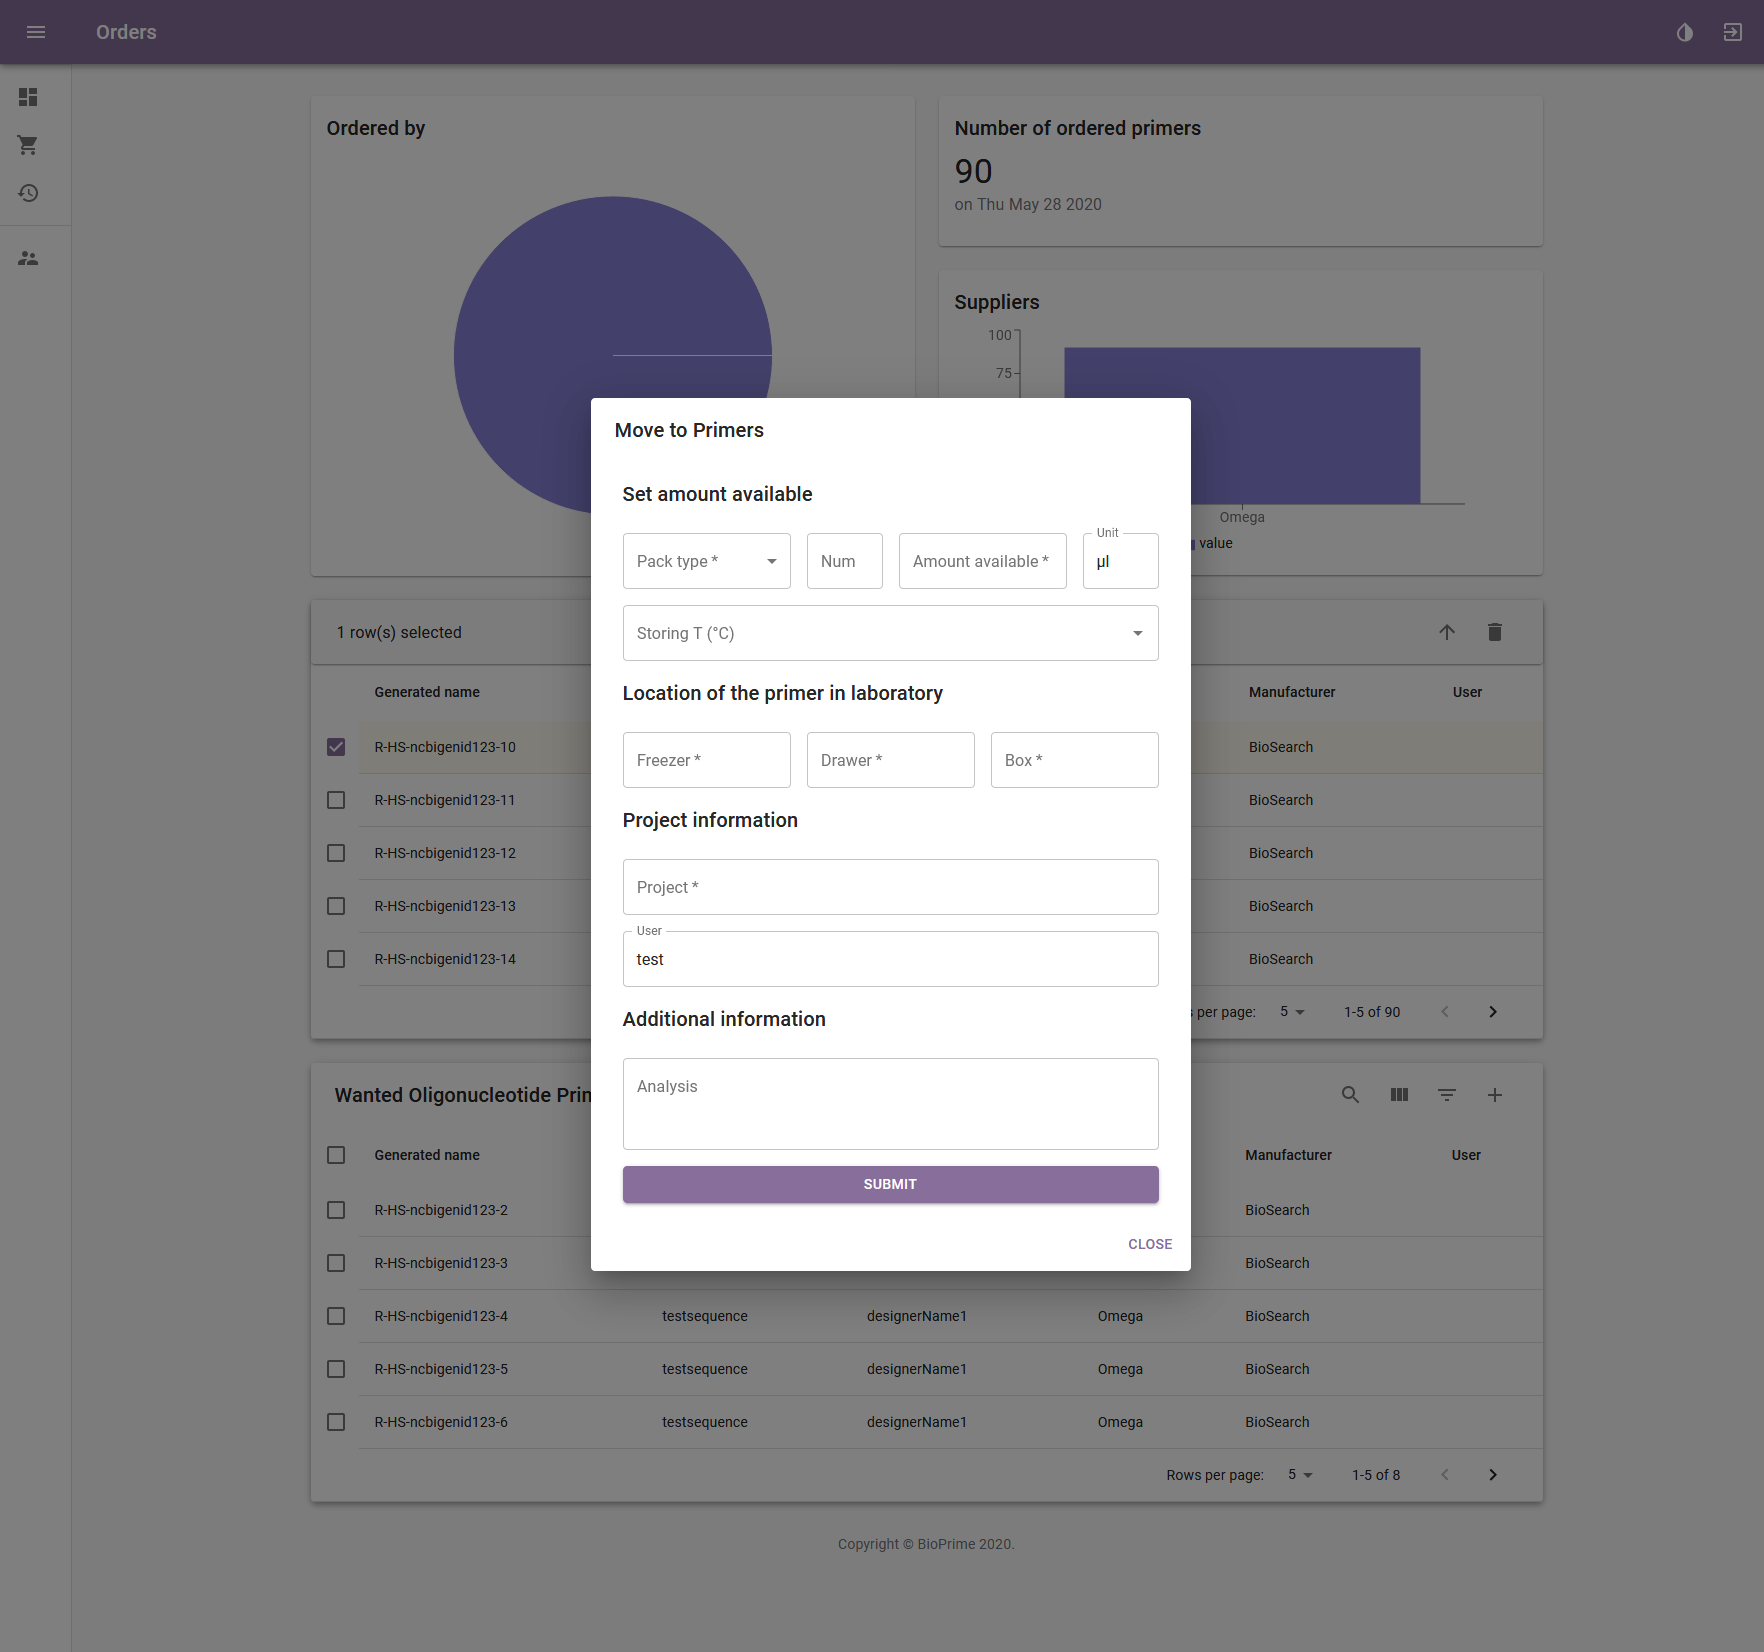 Orders
Ordered by
Number of ordered primers
90
on Thu May 28 2020
Suppliers
100
75
Omega
value
Move to Primers
Set amount available
Pack type *
Num
Amount available *
Unit
µl
Storing T (°C)
Location of the primer in laboratory
Freezer *
Drawer *
Box *
Project information
Project *
User
test
Additional information
Analysis
SUBMIT
CLOSE
1 row(s) selected
Generated name Manufacturer User
R-HS-ncbigenid123-10 BioSearch
R-HS-ncbigenid123-11 BioSearch
R-HS-ncbigenid123-12 BioSearch
R-HS-ncbigenid123-13 BioSearch
R-HS-ncbigenid123-14 BioSearch
per page: 5 1-5 of 90
Wanted Oligonucleotide
Generated name Manufacturer User
R-HS-ncbigenid123-2 BioSearch
R-HS-ncbigenid123-3 BioSearch
R-HS-ncbigenid123-4 testsequence designerName1 Omega BioSearch
R-HS-ncbigenid123-5 testsequence designerName1 Omega BioSearch
R-HS-ncbigenid123-6 testsequence designerName1 Omega BioSearch
Rows per page: 5 1-5 of 8
Copyright © BioPrime 2020.